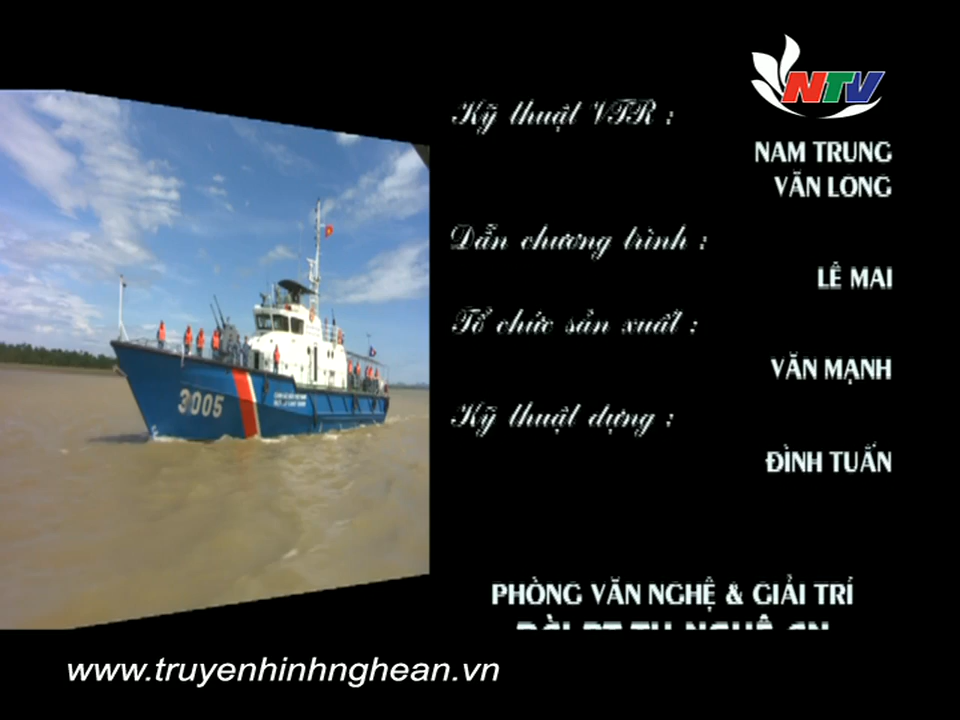 NTV
Kỹ thuật VTR :
NAM TRUNG
VĂN LONG
Dẫn chương trình :
LÊ MAI
Tổ chức sản xuất :
VĂN MẠNH
Kỹ thuật dựng :
ĐÌNH TUẤN
3005
PHÒNG VĂN NGHỆ & GIẢI TRÍ
www.truyenhinhnghean.vn